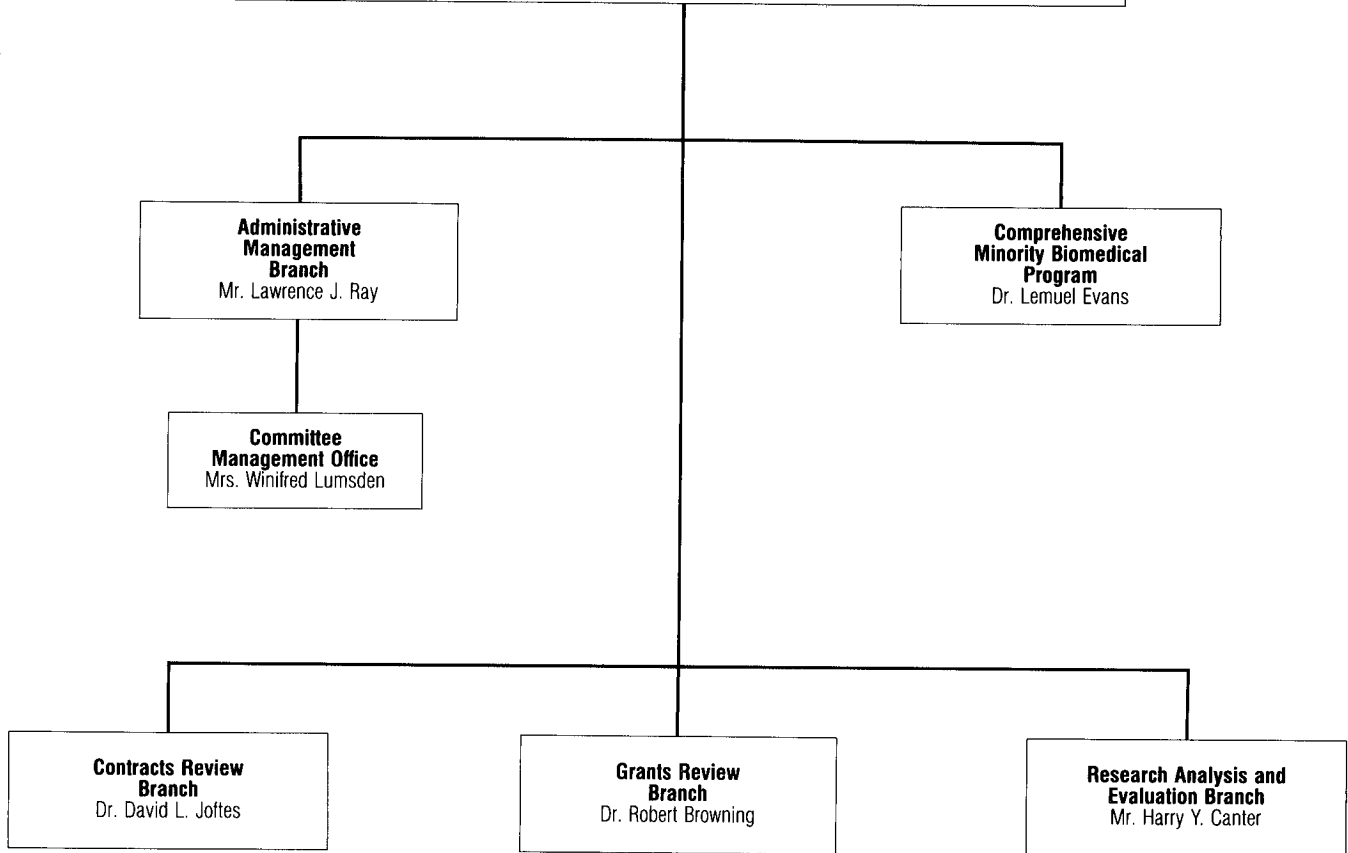 Administrative
Management
Branch
Mr. Lawrence J. Ray
Comprehensive
Minority Biomedical
Program
Dr. Lemuel Evans
Committee
Management Office
Mrs. Winifred Lumsden
Contracts Review
Branch
Dr. David L. Joftes
Grants Review
Branch
Dr. Robert Browning
Research Analysis and
Evaluation Branch
Mr. Harry Y. Canter